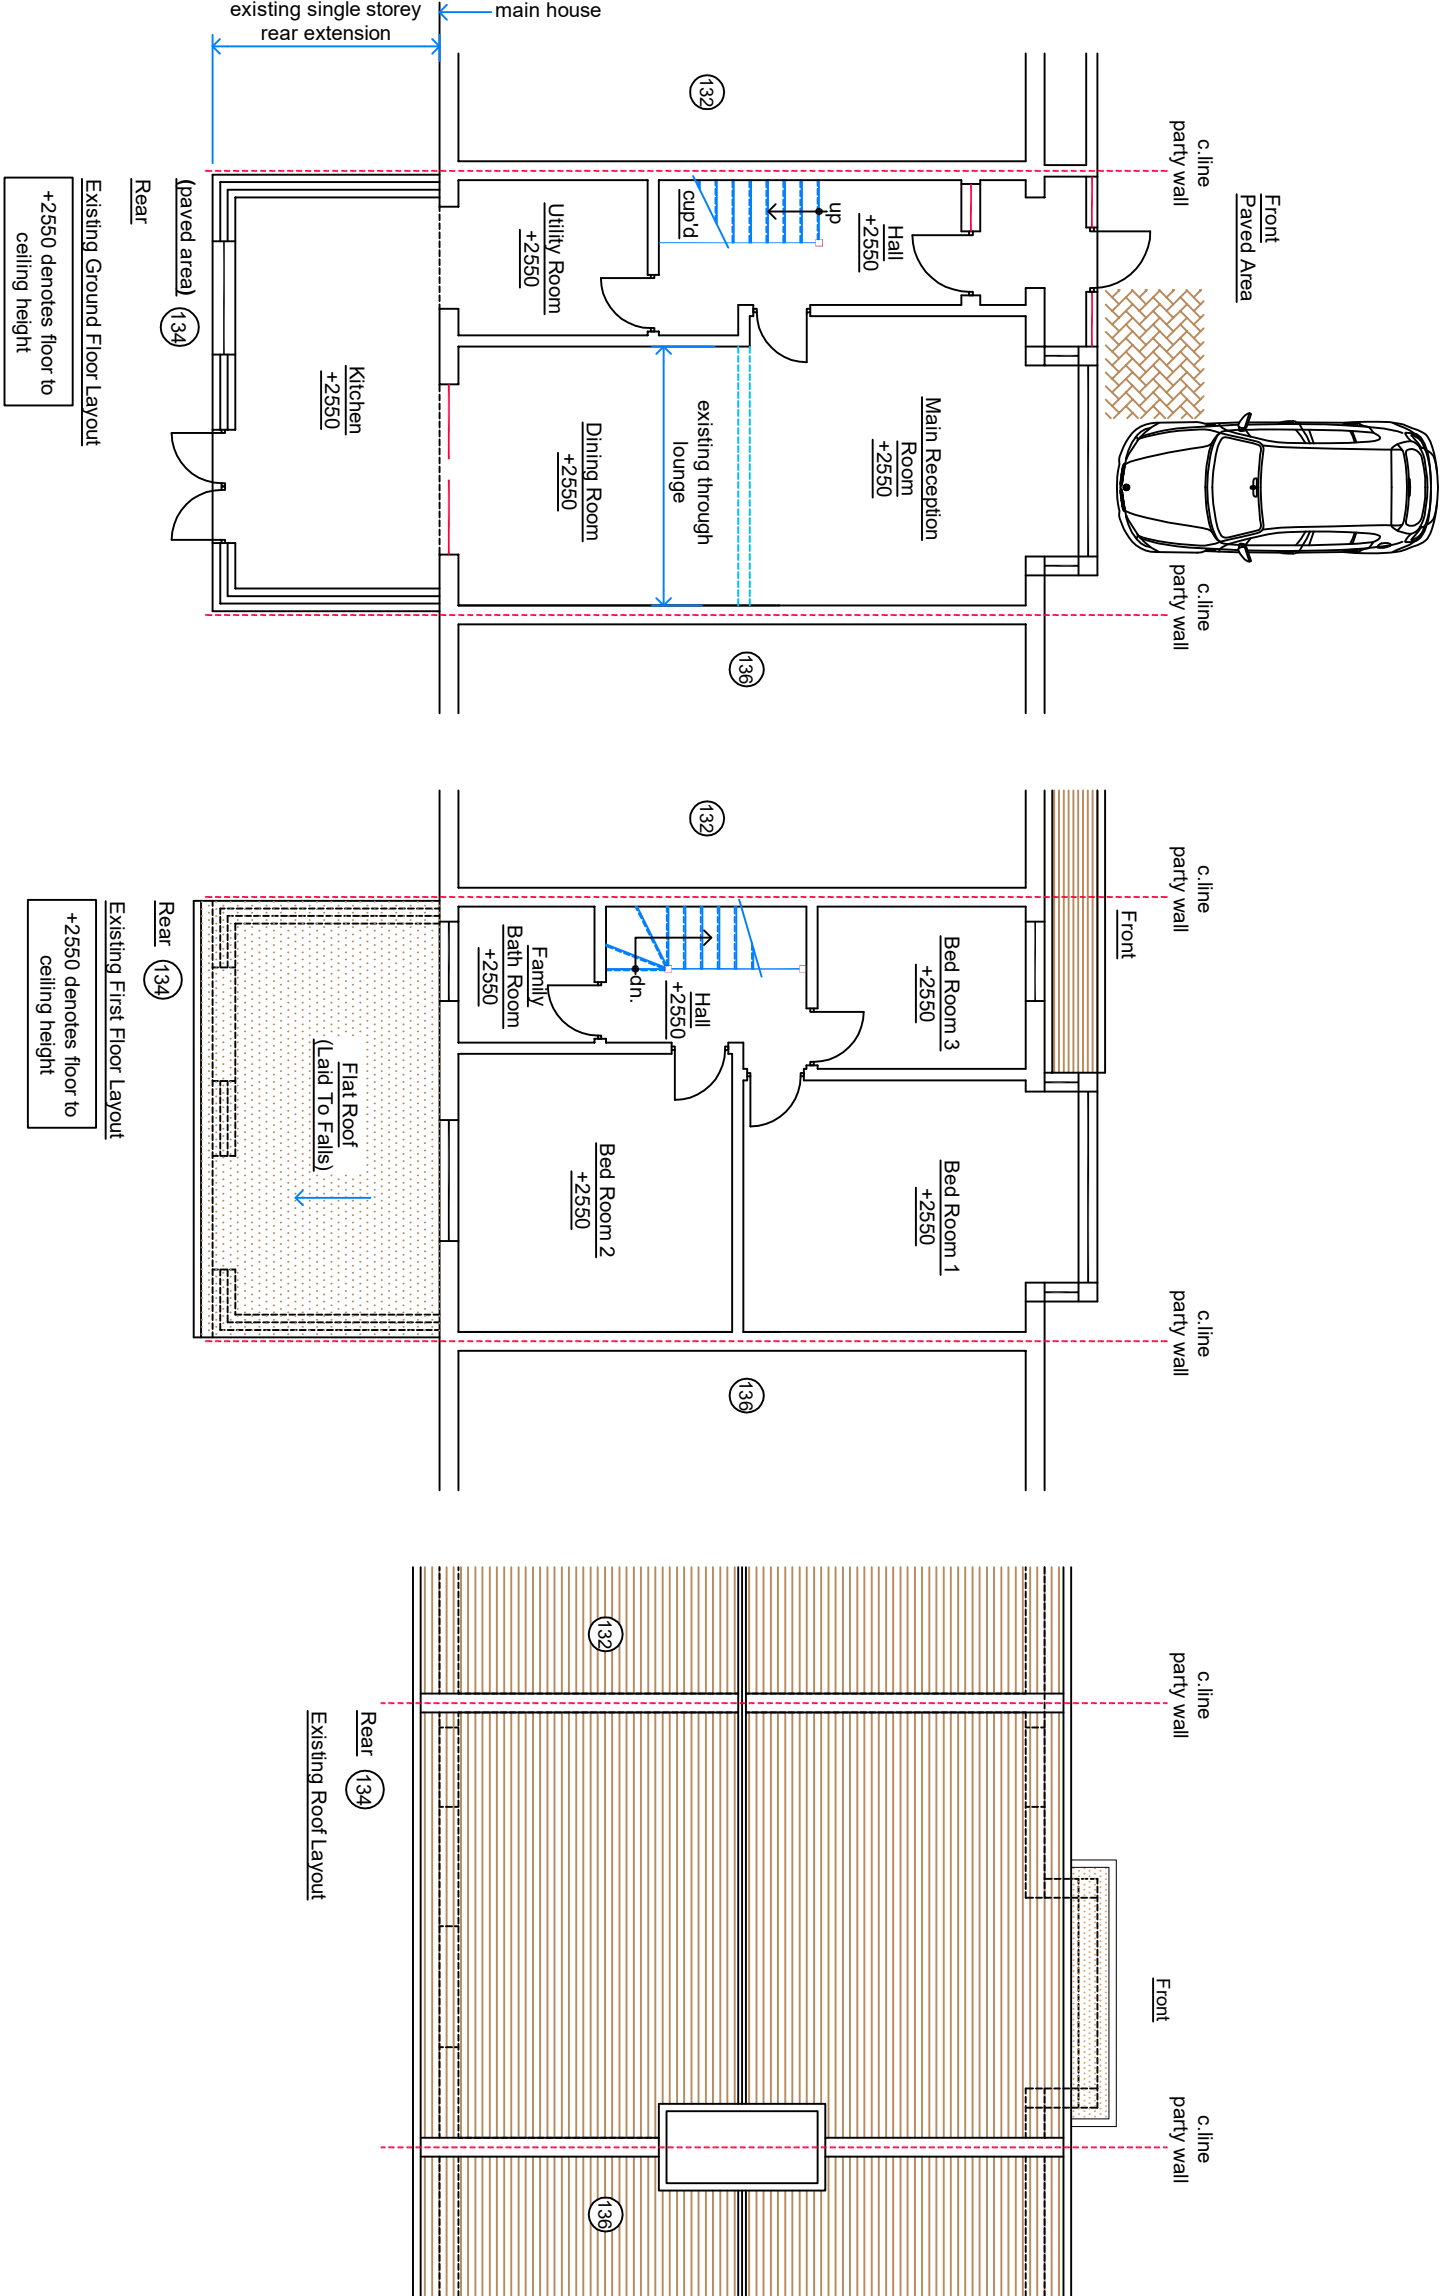 existing single storey
rear extension
main house
132
c.line
party wall
Front
Paved Area
up
cup'd
Hall
+2550
Utility Room
+2550
Main Reception
Room
+2550
existing through
lounge
Dining Room
+2550
Kitchen
+2550
(paved area)
134
Rear
Existing Ground Floor Layout
+2550 denotes floor to
ceiling height
c.line
party wall
136
132
c.line
party wall
Front
Bed Room 3
+2550
Hall
+2550
dn.
Family
Bath Room
+2550
Bed Room 1
+2550
Bed Room 2
+2550
Flat Roof
(Laid To Falls)
Rear
134
Existing First Floor Layout
+2550 denotes floor to
ceiling height
c.line
party wall
136
132
c.line
party wall
Front
Rear
134
Existing Roof Layout
c.line
party wall
136